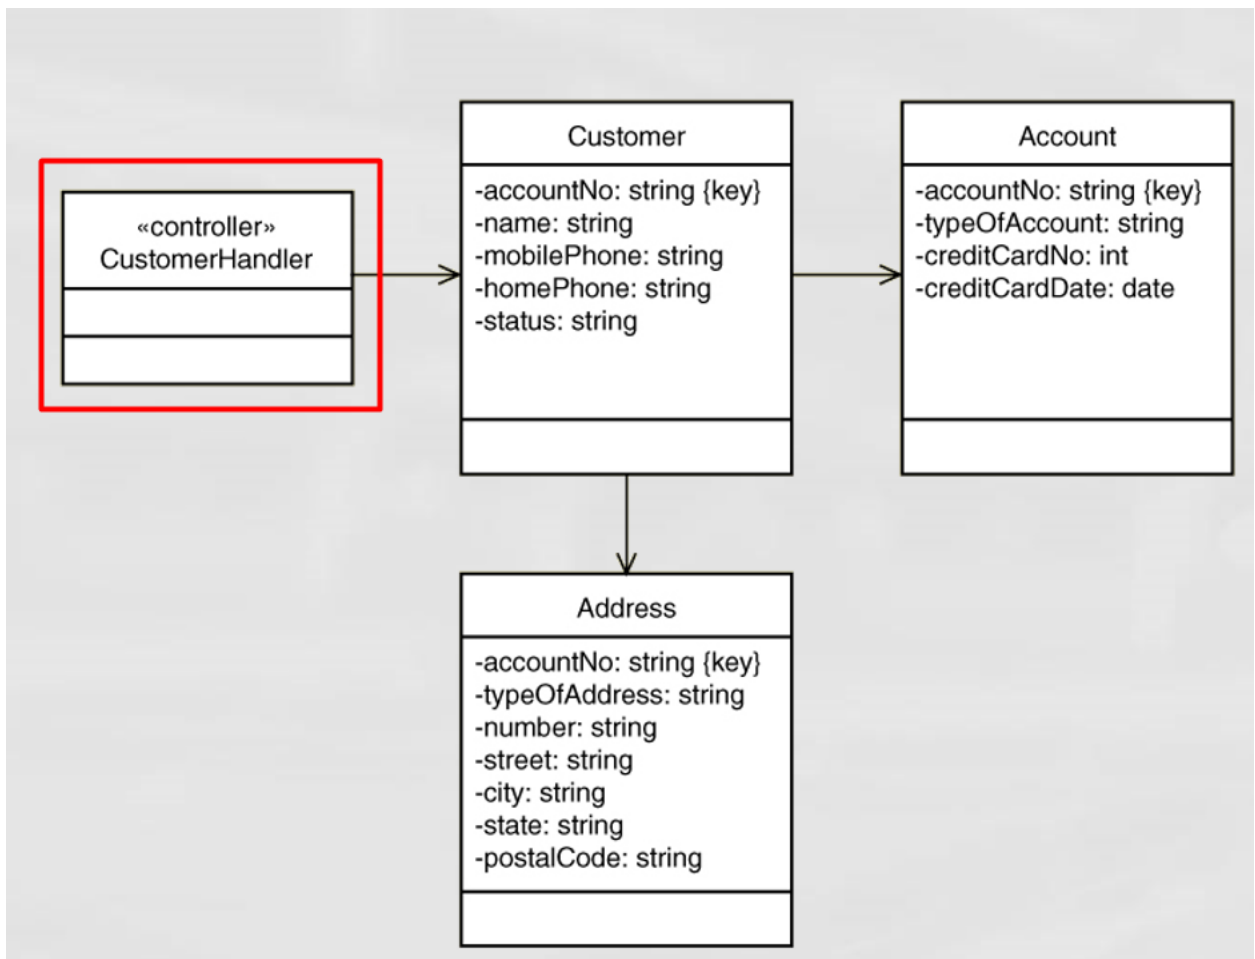 «controller»
CustomerHandler
Customer
-accountNo: string {key}
-name: string
-mobilePhone: string
-homePhone: string
-status: string
Account
-accountNo: string {key}
-typeOfAccount: string
-creditCardNo: int
-creditCardDate: date
Address
-accountNo: string {key}
-typeOfAddress: string
-number: string
-street: string
-city: string
-state: string
-postalCode: string